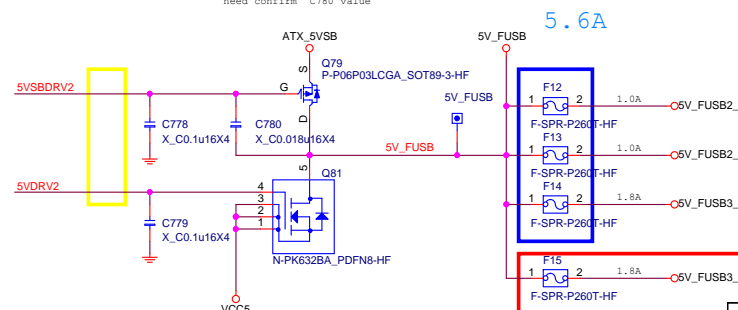 need confirm C780 value
5.6A
ATX_5VSB
5V_FUSB
Q79
P-P06P03LCGA_SOT89-3-HF
S
G
D
5VSBDRV2
C778
X_C0.1u16X4
C780
X_C0.018u16X4
5V_FUSB
5V_FUSB
F12
1
2
1.0A
5V_FUSB2_
F-SPR-P260T-HF
F13
1
2
1.0A
5V_FUSB2_
F-SPR-P260T-HF
F14
1
2
1.8A
5V_FUSB3_
F-SPR-P260T-HF
F15
1
2
1.8A
5V_FUSB3_
F-SPR-P260T-HF
5VDRV2
C779
X_C0.1u16X4
5
Q81
4
3
2
1
N-PK632BA_PDFN8-HF
VCC5